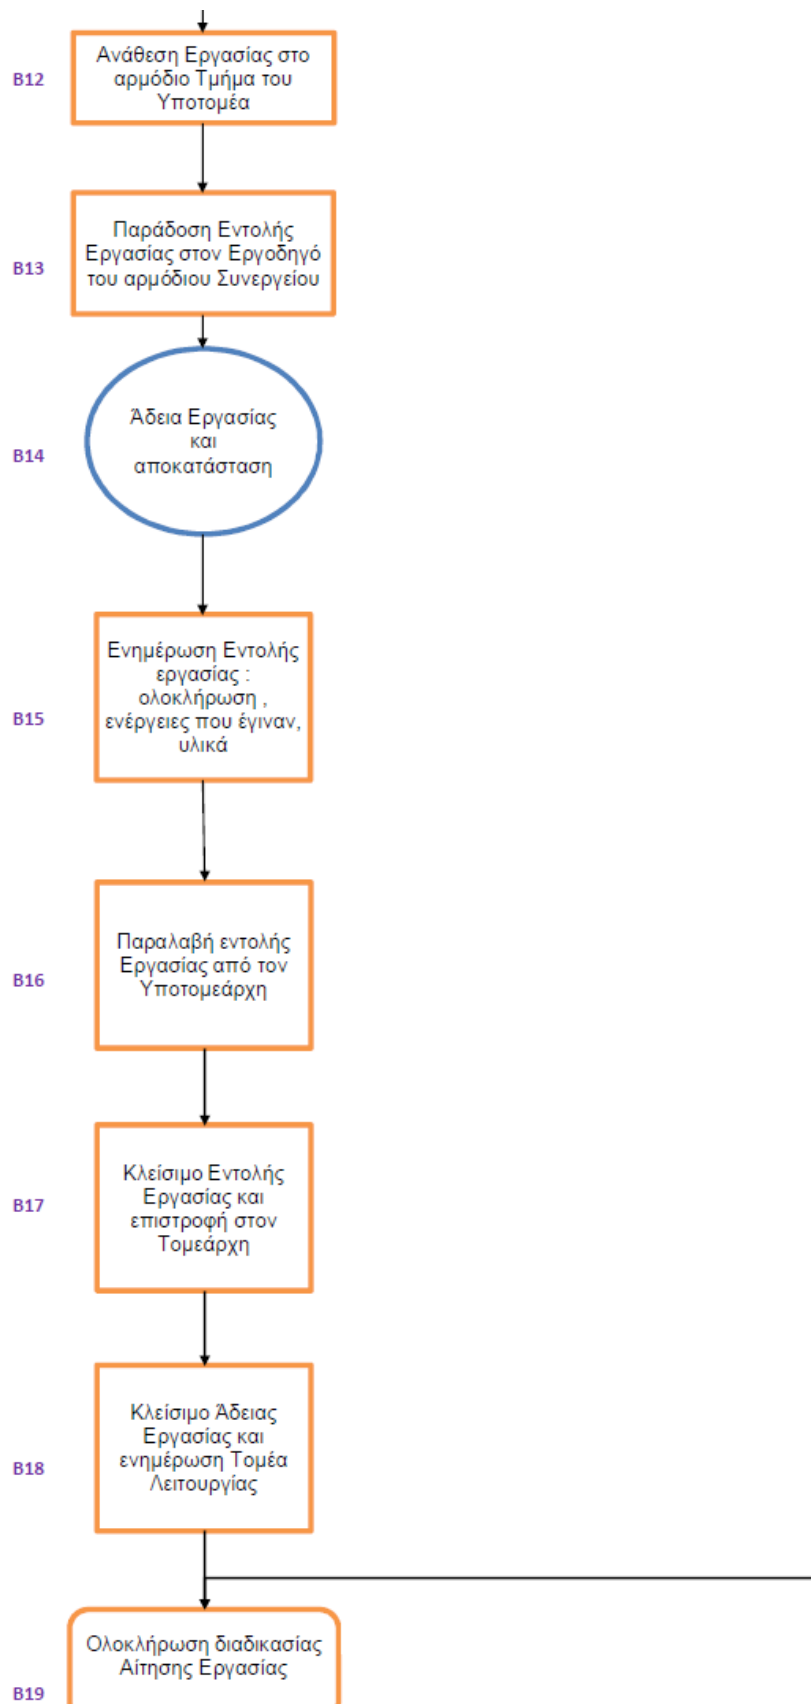 B12
Ανάθεση Εργασίας στο
αρμόδιο Τμήμα του
Υποτομέα
B13
Παράδοση Εντολής
Εργασίας στον Εργοδηγό
του αρμόδιου Συνεργείου
B14
Άδεια Εργασίας
και
αποκατάσταση
B15
Ενημέρωση Εντολής
εργασίας :
ολοκλήρωση ,
ενέργειες που έγιναν,
υλικά
B16
Παραλαβή εντολής
Εργασίας από τον
Υποτομεάρχη
B17
Κλείσιμο Εντολής
Εργασίας και
επιστροφή στον
Τομεάρχη
B18
Κλείσιμο Άδειας
Εργασίας και
ενημέρωση Τομέα
Λειτουργίας
B19
Ολοκλήρωση διαδικασίας
Αίτησης Εργασίας